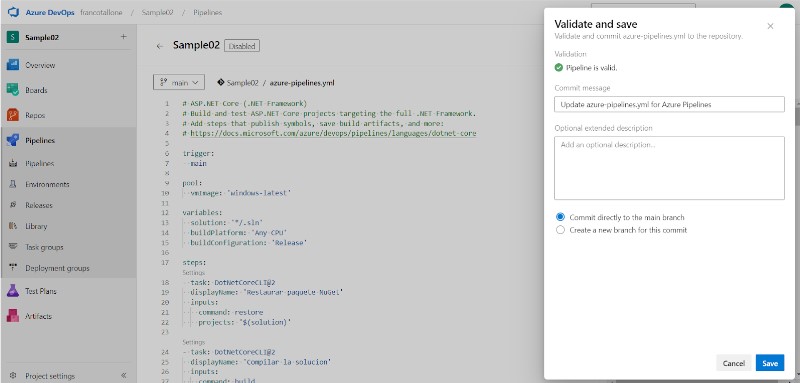 Azure DevOps francotallone / Sample02 / Pipelines
S Sample02 +
Overview
Boards
Repos
Pipelines
Pipelines
Environments
Releases
Library
Task groups
Deployment groups
Test Plans
Artifacts
Project settings «
← Sample02 Disabled
main
Sample02 / azure-pipelines.yml
1 # ASP.NET Core (.NET Framework)
2 # Build and test ASP.NET Core projects targeting the full .NET Framework.
3 # Add steps that publish symbols, save build artifacts, and more:
4 # https://docs.microsoft.com/azure/devops/pipelines/languages/dotnet-core
5
6 trigger:
7 - main
8
9 pool:
10 vmImage: 'windows-latest'
11
12 variables:
13 solution: '*/.sln'
14 buildPlatform: 'Any CPU'
15 buildConfiguration: 'Release'
16
17 steps:
Settings
18 - task: DotNetCoreCLI@2
19 displayName: 'Restaurar paquete NuGet'
20 inputs:
21 command: restore
22 projects: '$(solution)'
23
Settings
24 - task: DotNetCoreCLI@2
25 displayName: 'Compilar la solucion'
26 inputs:
command: build
Validate and save
Validate and commit azure-pipelines.yml to the repository.
Validation
Pipeline is valid.
Commit message
Update azure-pipelines.yml for Azure Pipelines
Optional extended description
Add an optional description...
Commit directly to the main branch
Create a new branch for this commit
Cancel Save